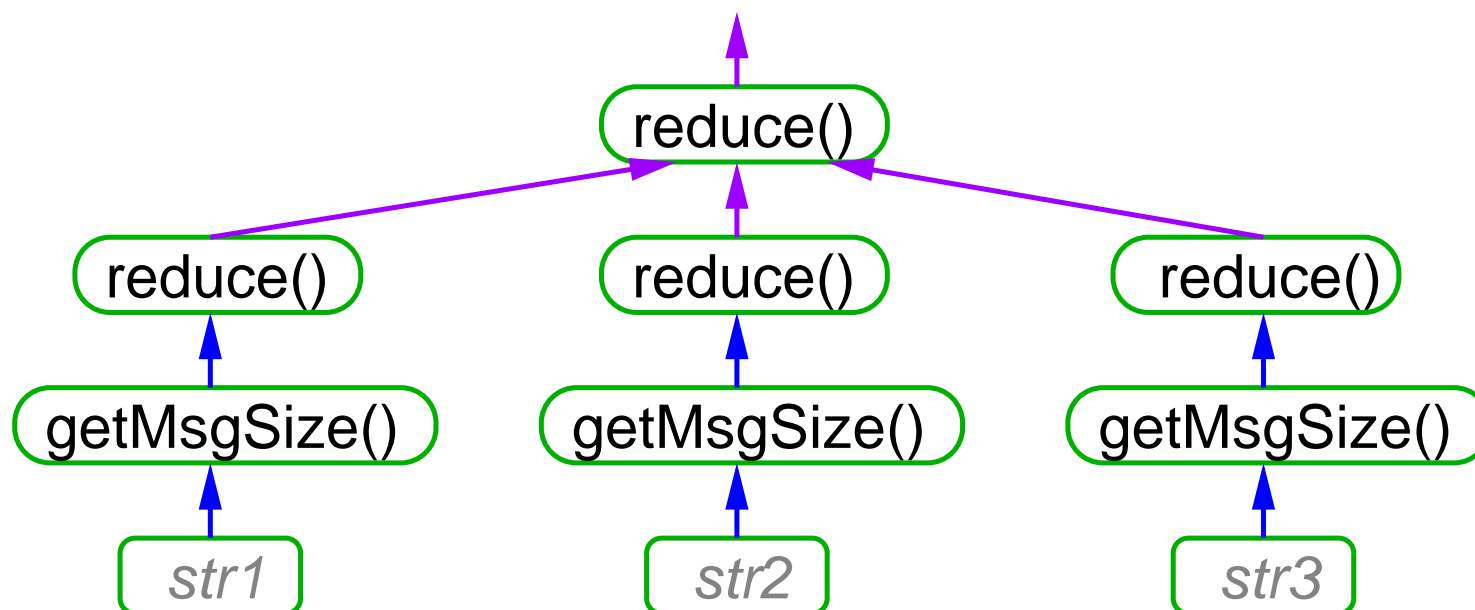 reduce()
reduce() reduce() reduce()
getMsgSize() getMsgSize() getMsgSize()
str1 str2 str3